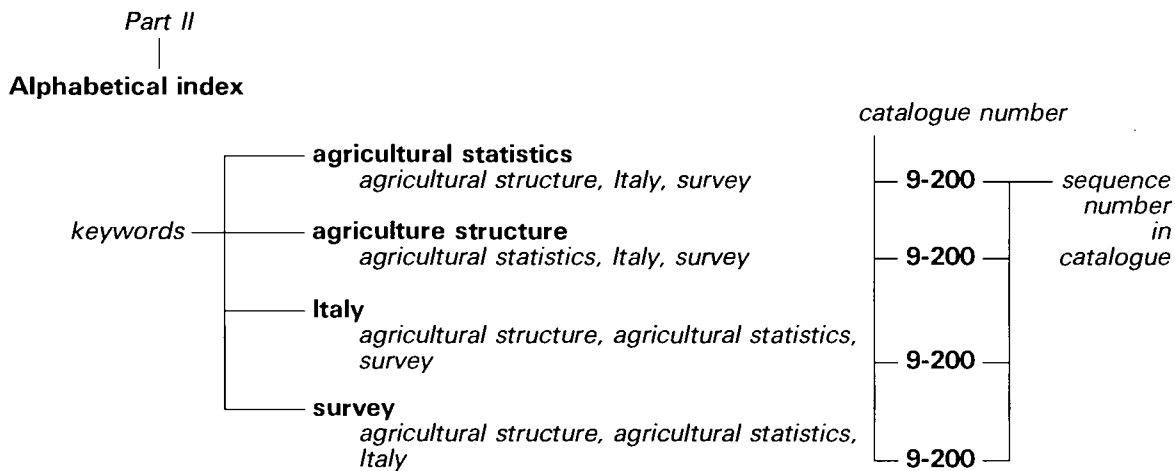 Part II
Alphabetical index
catalogue number
agricultural statistics
agricultural structure, Italy, survey
9-200
sequence
number
in
catalogue
keywords
agriculture structure
agricultural statistics, Italy, survey
9-200
Italy
agricultural structure, agricultural statistics,
survey
9-200
survey
agricultural structure, agricultural statistics,
Italy
9-200